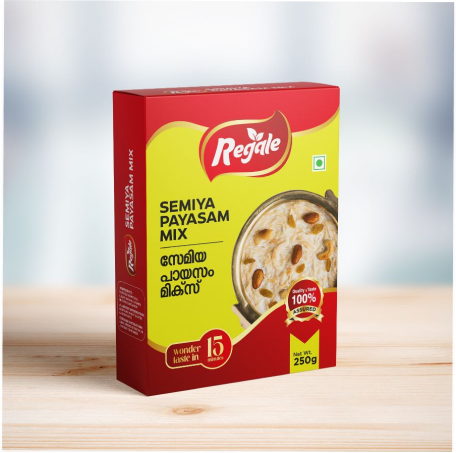 Regale
SEMIYA
PAYASAM
MIX
സേമിയ
പായസം
മിക്സ്
Quality & Taste
100%
ASSURED
wonder
taste in
15
minutes
Net Wt.
250g
SEMIYA
PAYASAM MIX
Regale